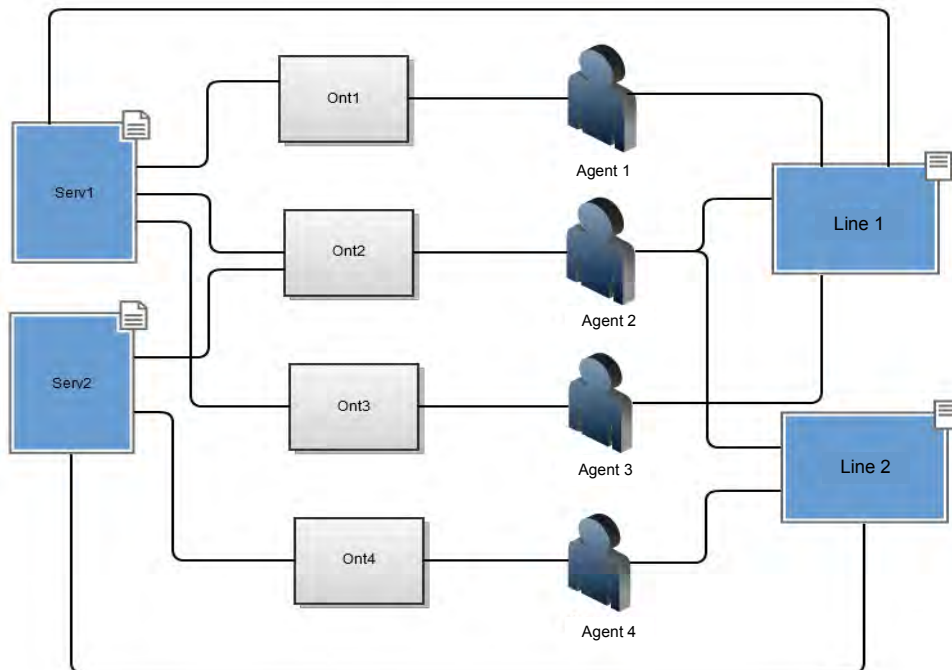 Ont1
Agent 1
Serv1
Line 1
Ont2
Agent 2
Serv2
Ont3
Agent 3
Line 2
Ont4
Agent 4